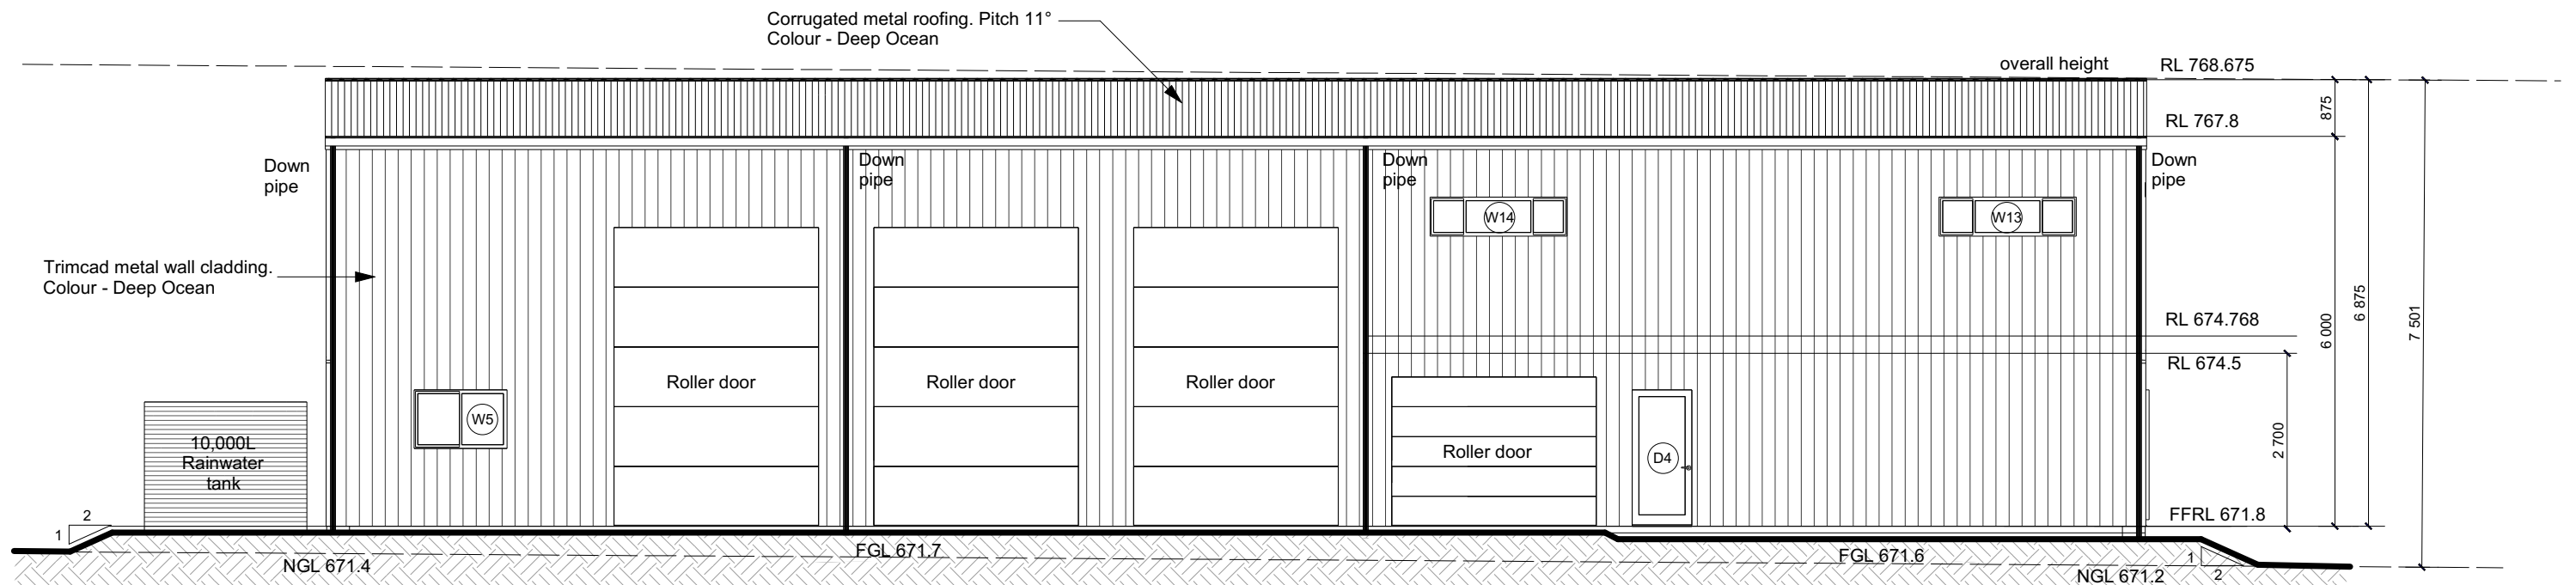 Corrugated metal roofing. Pitch 11°
Colour - Deep Ocean
overall height
RL 768.675
875
RL 767.8
Down
pipe
Down
pipe
Down
pipe
Down
pipe
W14
W13
Trimcad metal wall cladding.
Colour - Deep Ocean
RL 674.768
6 000
6 875
7 501
RL 674.5
Roller door
Roller door
Roller door
W5
10,000L
Rainwater
tank
Roller door
D4
2 700
FFRL 671.8
2
1
NGL 671.4
FGL 671.7
FGL 671.6
1
2
NGL 671.2